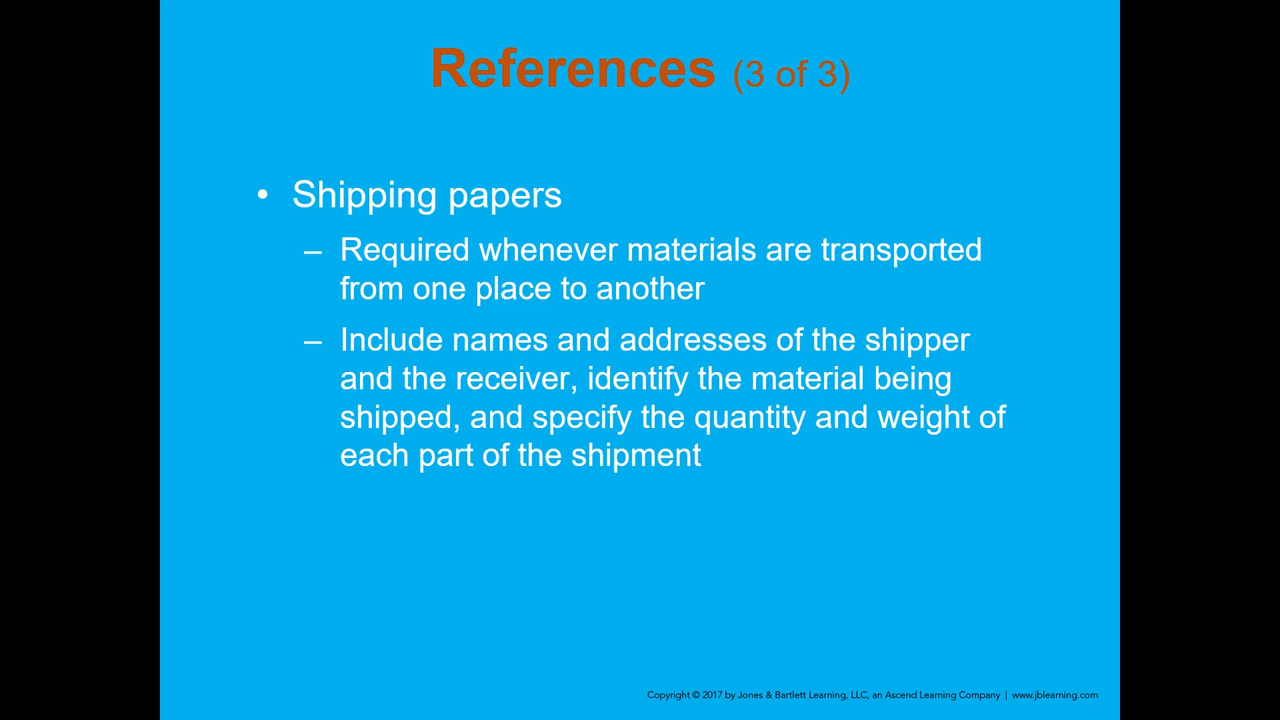 References (3 of 3)
• Shipping papers
– Required whenever materials are transported
from one place to another
– Include names and addresses of the shipper
and the receiver, identify the material being
shipped, and specify the quantity and weight of
each part of the shipment
Copyright © 2017 by Jones & Bartlett Learning, LLC, an Ascend Learning Company | www.jblearning.com